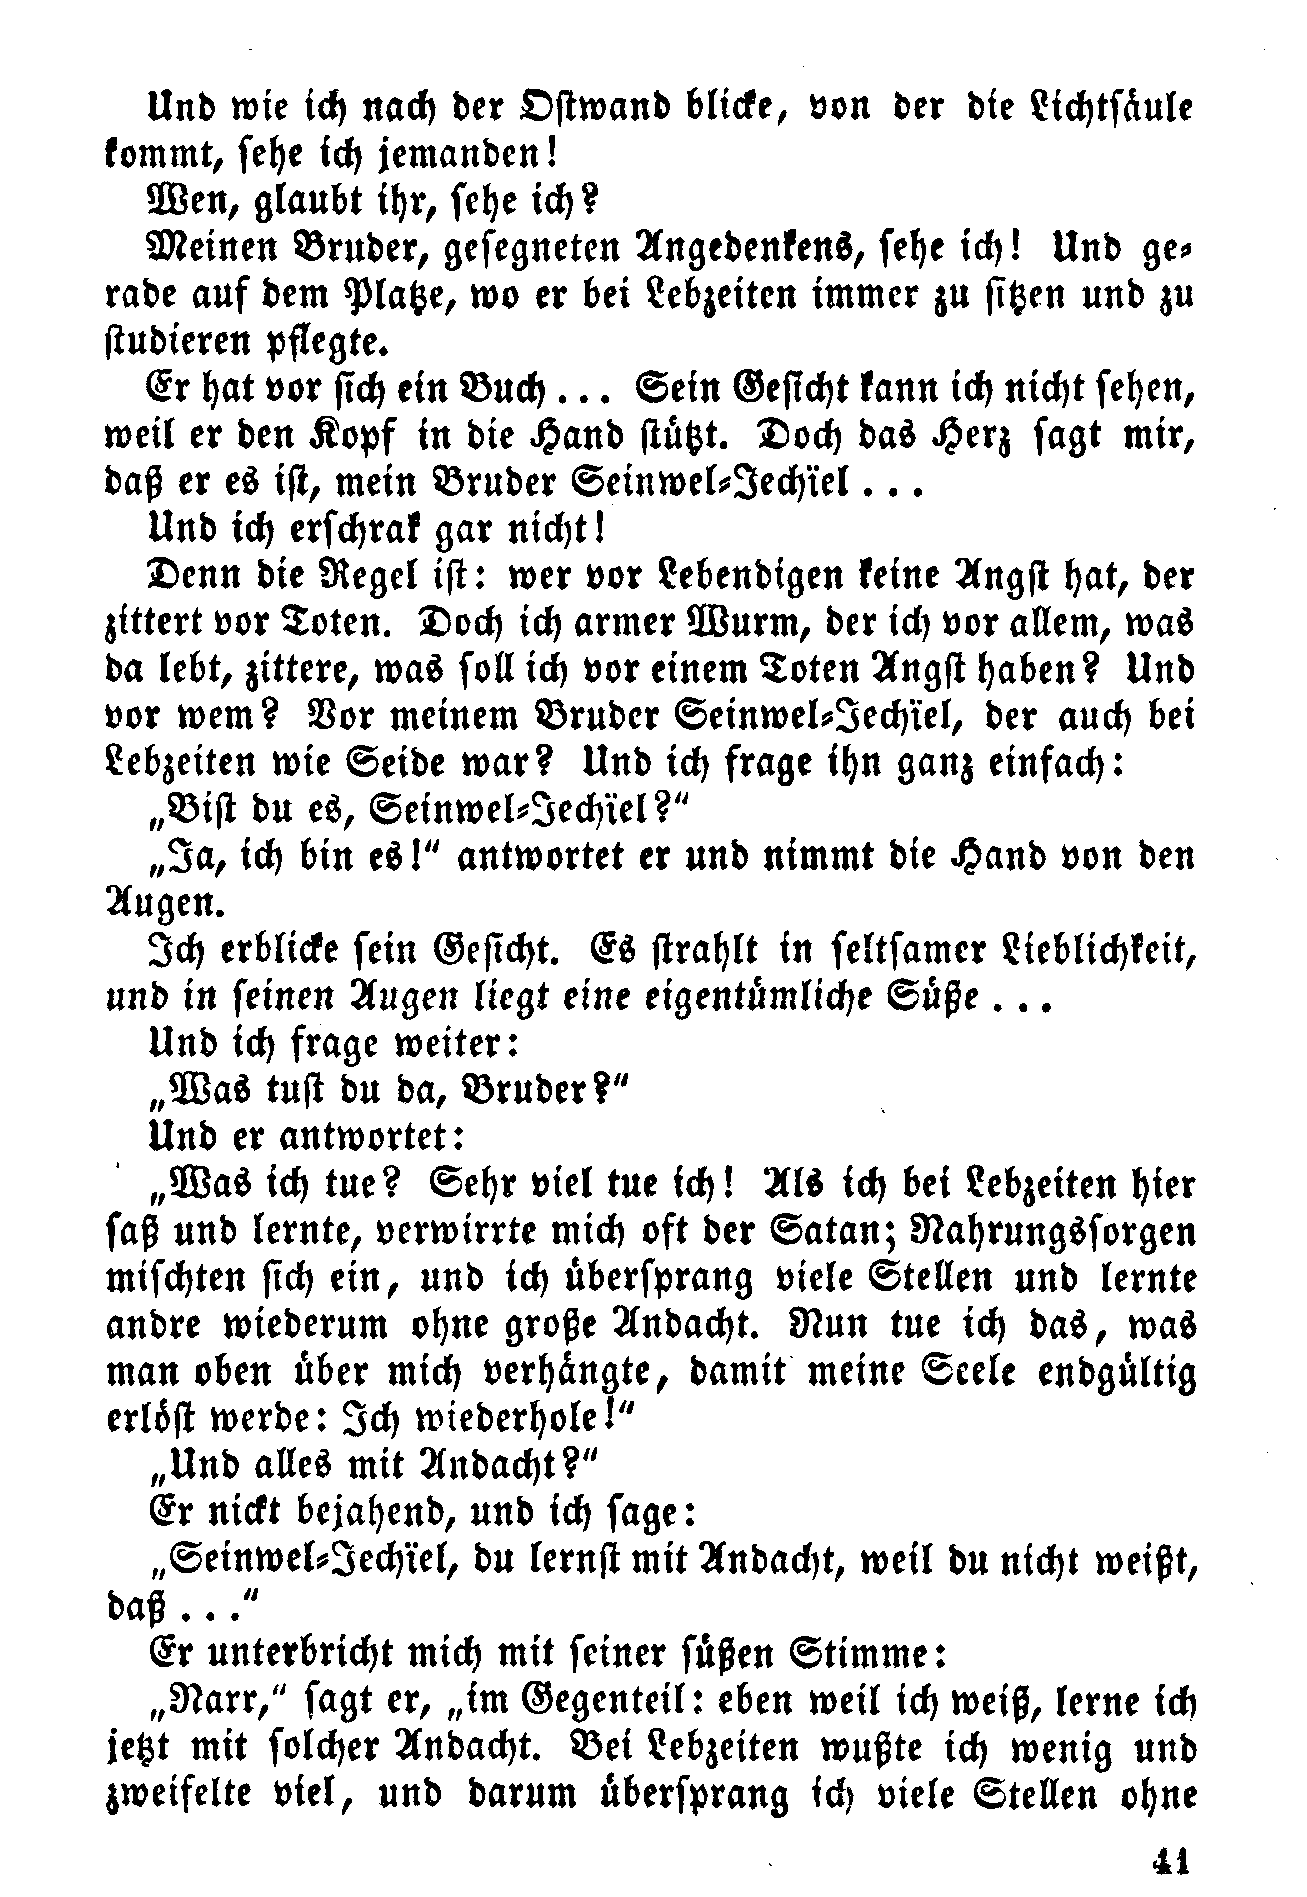 Und wie ich nach der Ostwand blicke, von der die Lichtsäule
kommt, sehe ich jemanden!
Wen, glaubt ihr, sehe ich?
Meinen Bruder, gesegneten Angedenkens, sehe ich! Und ge-
rade auf dem Platze, wo er bei Lebzeiten immer zu sitzen und zu
studieren pflegte.
Er hat vor sich ein Buch . . . Sein Gesicht kann ich nicht sehen,
weil er den Kopf in die Hand stützt. Doch das Herz sagt mir,
daß er es ist, mein Bruder Seinwel-Jechïel . . .
Und ich erschrak gar nicht!
Denn die Regel ist: wer vor Lebendigen keine Angst hat, der
zittert vor Toten. Doch ich armer Wurm, der ich vor allem, was
da lebt, zittere, was soll ich vor einem Toten Angst haben? Und
vor wem? Vor meinem Bruder Seinwel-Jechïel, der auch bei
Lebzeiten wie Seide war? Und ich frage ihn ganz einfach:
„Bist du es, Seinwel-Jechïel?“
„Ja, ich bin es!“ antwortet er und nimmt die Hand von den
Augen.
Ich erblicke sein Gesicht. Es strahlt in seltsamer Lieblichkeit,
und in seinen Augen liegt eine eigentümliche Süße . . .
Und ich frage weiter:
„Was tust du da, Bruder?“
Und er antwortet:
„Was ich tue? Sehr viel tue ich! Als ich bei Lebzeiten hier
saß und lernte, verwirrte mich oft der Satan; Nahrungssorgen
mischten sich ein, und ich übersprang viele Stellen und lernte
andre wiederum ohne große Andacht. Nun tue ich das, was
man oben über mich verhängte, damit meine Seele endgültig
erlöst werde: Ich wiederhole!“
„Und alles mit Andacht?“
Er nickt bejahend, und ich sage:
„Seinwel-Jechïel, du lernst mit Andacht, weil du nicht weißt,
daß . . .“
Er unterbricht mich mit seiner süßen Stimme:
„Narr,“ sagt er, „im Gegenteil: eben weil ich weiß, lerne ich
jetzt mit solcher Andacht. Bei Lebzeiten wußte ich wenig und
zweifelte viel, und darum übersprang ich viele Stellen ohne
41